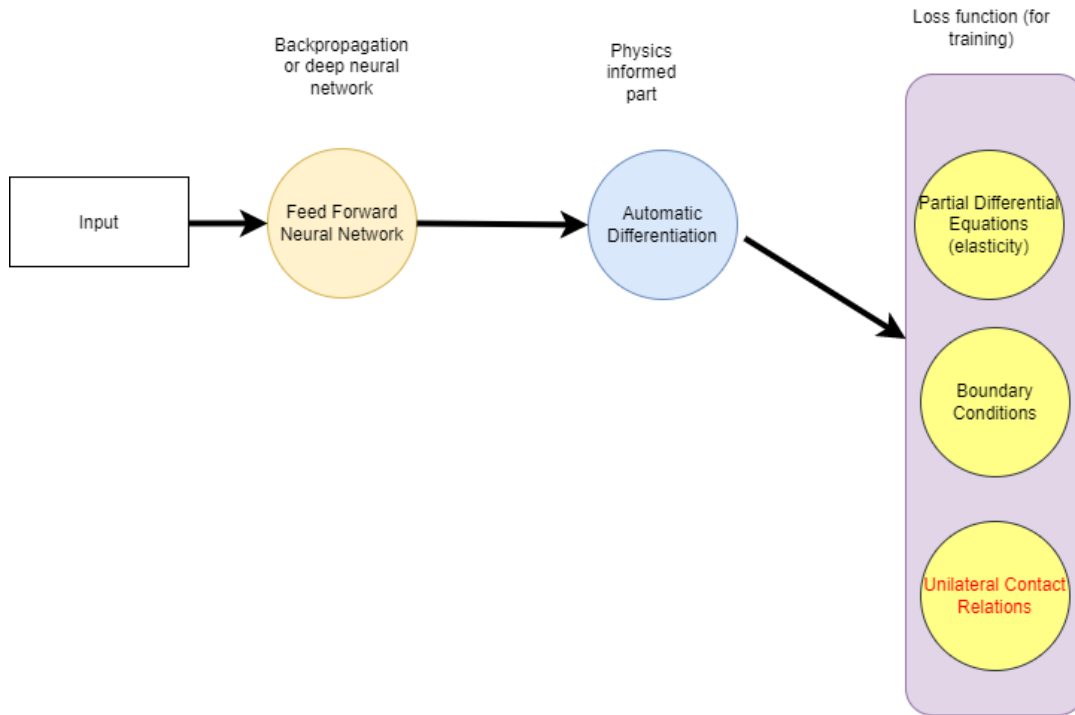 Loss function (for
training)
Backpropagation
or deep neural
network
Physics
informed
part
Input
Feed Forward
Neural Network
Automatic
Differentiation
Partial Differential
Equations
(elasticity)
Boundary
Conditions
Unilateral Contact
Relations